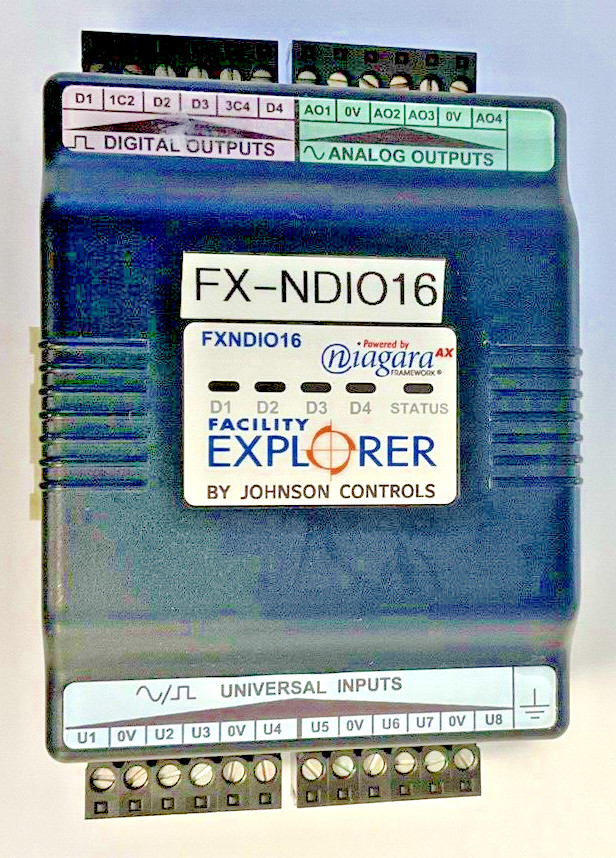 D1 1C2 D2 D3 3C4 D4 AO1 0V AO2 AO3 0V AO4
DIGITAL OUTPUTS ANALOG OUTPUTS
FX-NDIO16
FXNDIO16
Powered by
niagara AX
FRAMEWORK®
D1 D2 D3 D4 STATUS
FACILITY
EXPLORER
BY JOHNSON CONTROLS
UNIVERSAL INPUTS
U1 0V U2 U3 0V U4 U5 0V U6 U7 0V U8